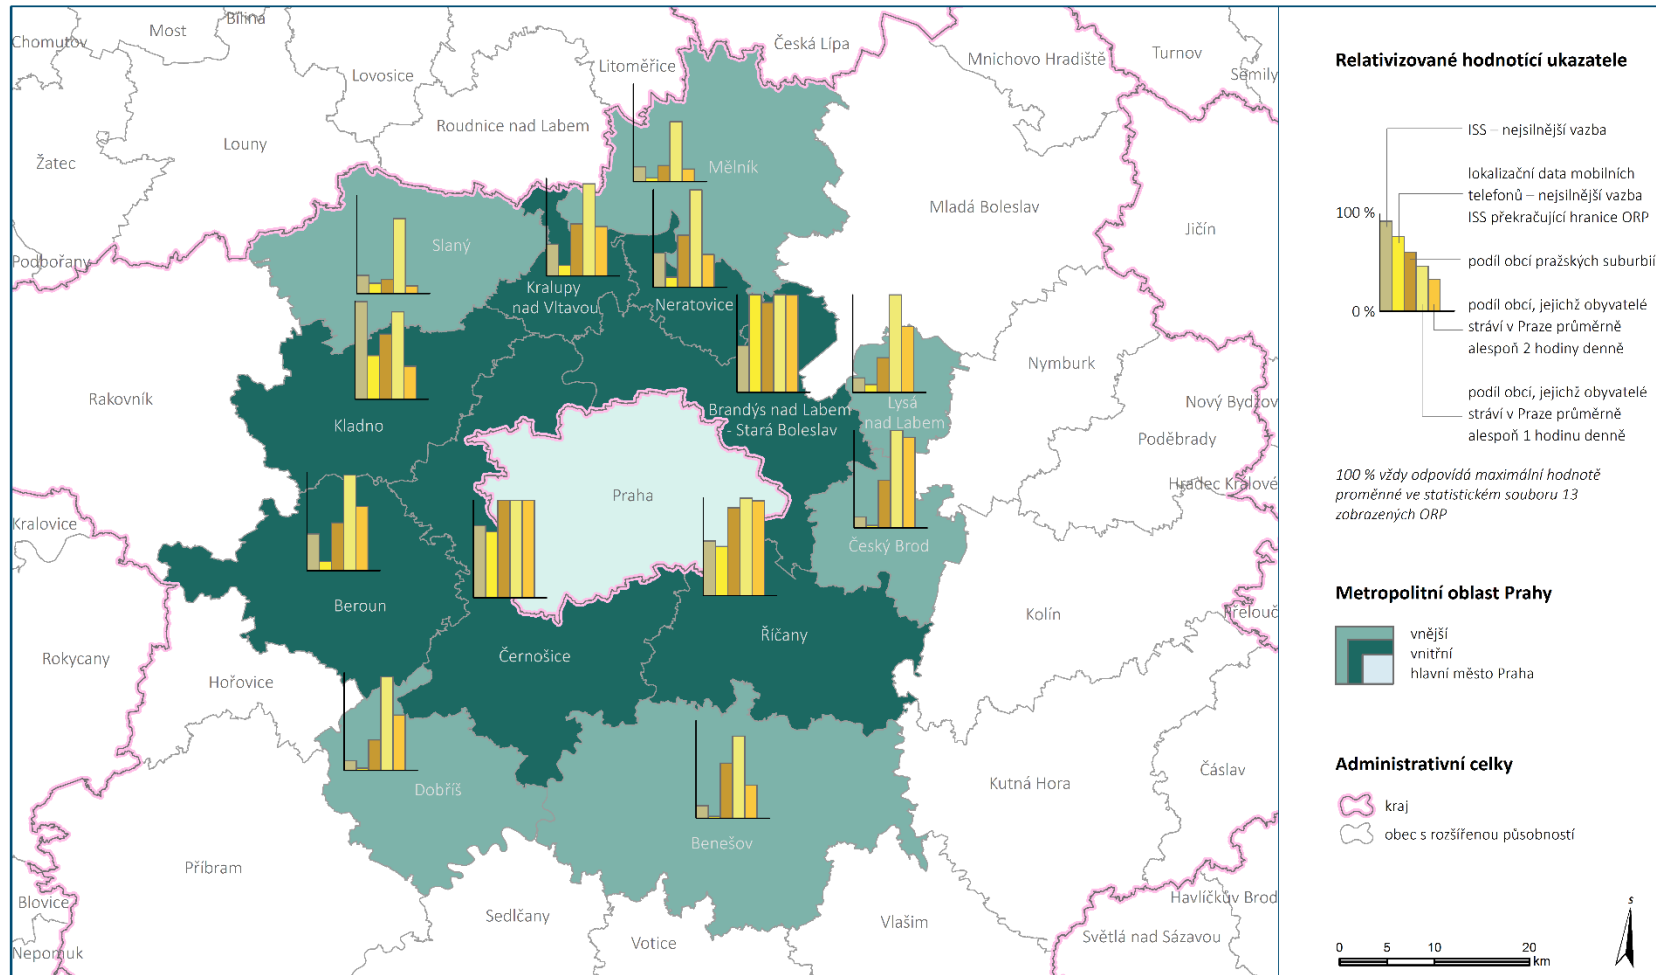 Bílina
Most
Chomutov
Česká Lípa
Mnichovo Hradiště
Turnov
Semily
Litoměřice
Lovosice
Roudnice nad Labem
Louny
Žatec
Mělník
Mladá Boleslav
Jičín
Slaný
Podbořany
Kralupy
nad Vltavou
Neratovice
Nymburk
Rakovník
Kladno
Brandýs nad Labem
- Stará Boleslav
Lysá
nad Labem
Nový Bydžov
Poděbrady
Hradec Králové
Praha
Kralovice
Český Brod
Beroun
Kolín
Přelouč
Říčany
Černošice
Rokycany
Hořovice
Dobříš
Kutná Hora
Čáslav
Benešov
Příbram
Blovice
Sedlčany
Vlašim
Havlíčkův Brod
Votice
Světlá nad Sázavou
Nepomuk
Relativizované hodnotící ukazatele
ISS – nejsilnější vazba
lokalizační data mobilních
telefonů – nejsilnější vazba
ISS překračující hranice ORP
100 %
podíl obcí pražských suburbií
0 %
podíl obcí, jejichž obyvatelé
stráví v Praze průměrně
alespoň 2 hodiny denně
podíl obcí, jejichž obyvatelé
stráví v Praze průměrně
alespoň 1 hodinu denně
100 % vždy odpovídá maximální hodnotě
proměnné ve statistickém souboru 13
zobrazených ORP
Metropolitní oblast Prahy
vnější
vnitřní
hlavní město Praha
Administrativní celky
kraj
obec s rozšířenou působností
s
0 5 10 20
km